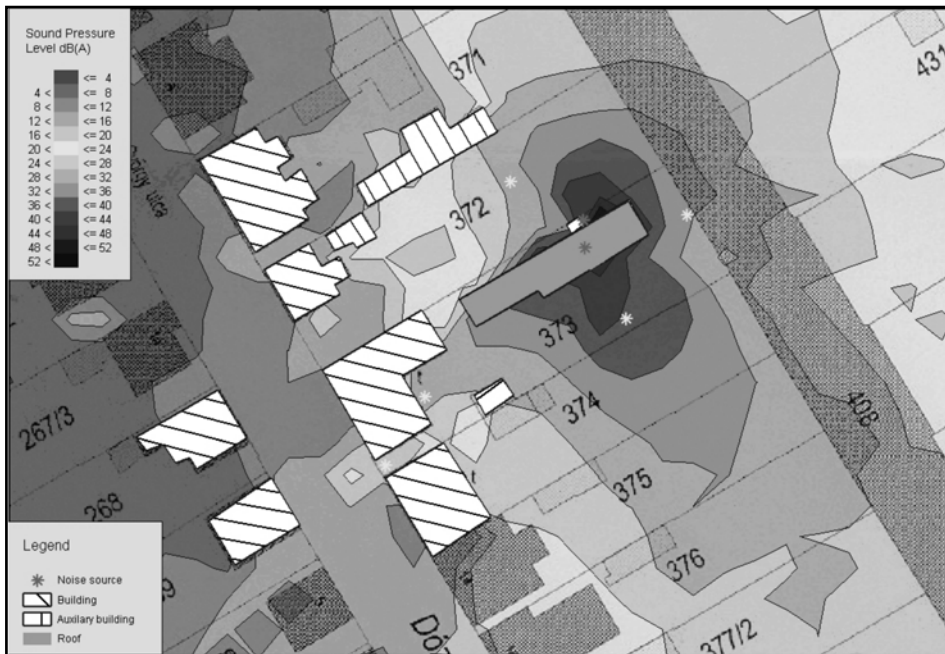 Sound Pressure
Level dB(A)
<= 4
4 < <= 8
8 < <= 12
12 < <= 16
16 < <= 20
20 < <= 24
24 < <= 28
28 < <= 32
32 < <= 36
36 < <= 40
40 < <= 44
44 < <= 48
48 < <= 52
52 <
371
431
ulca
372
373
267/3
374
408
268
375
376
377/2
Legend
Noise source
Building
Auxilary building
Roof